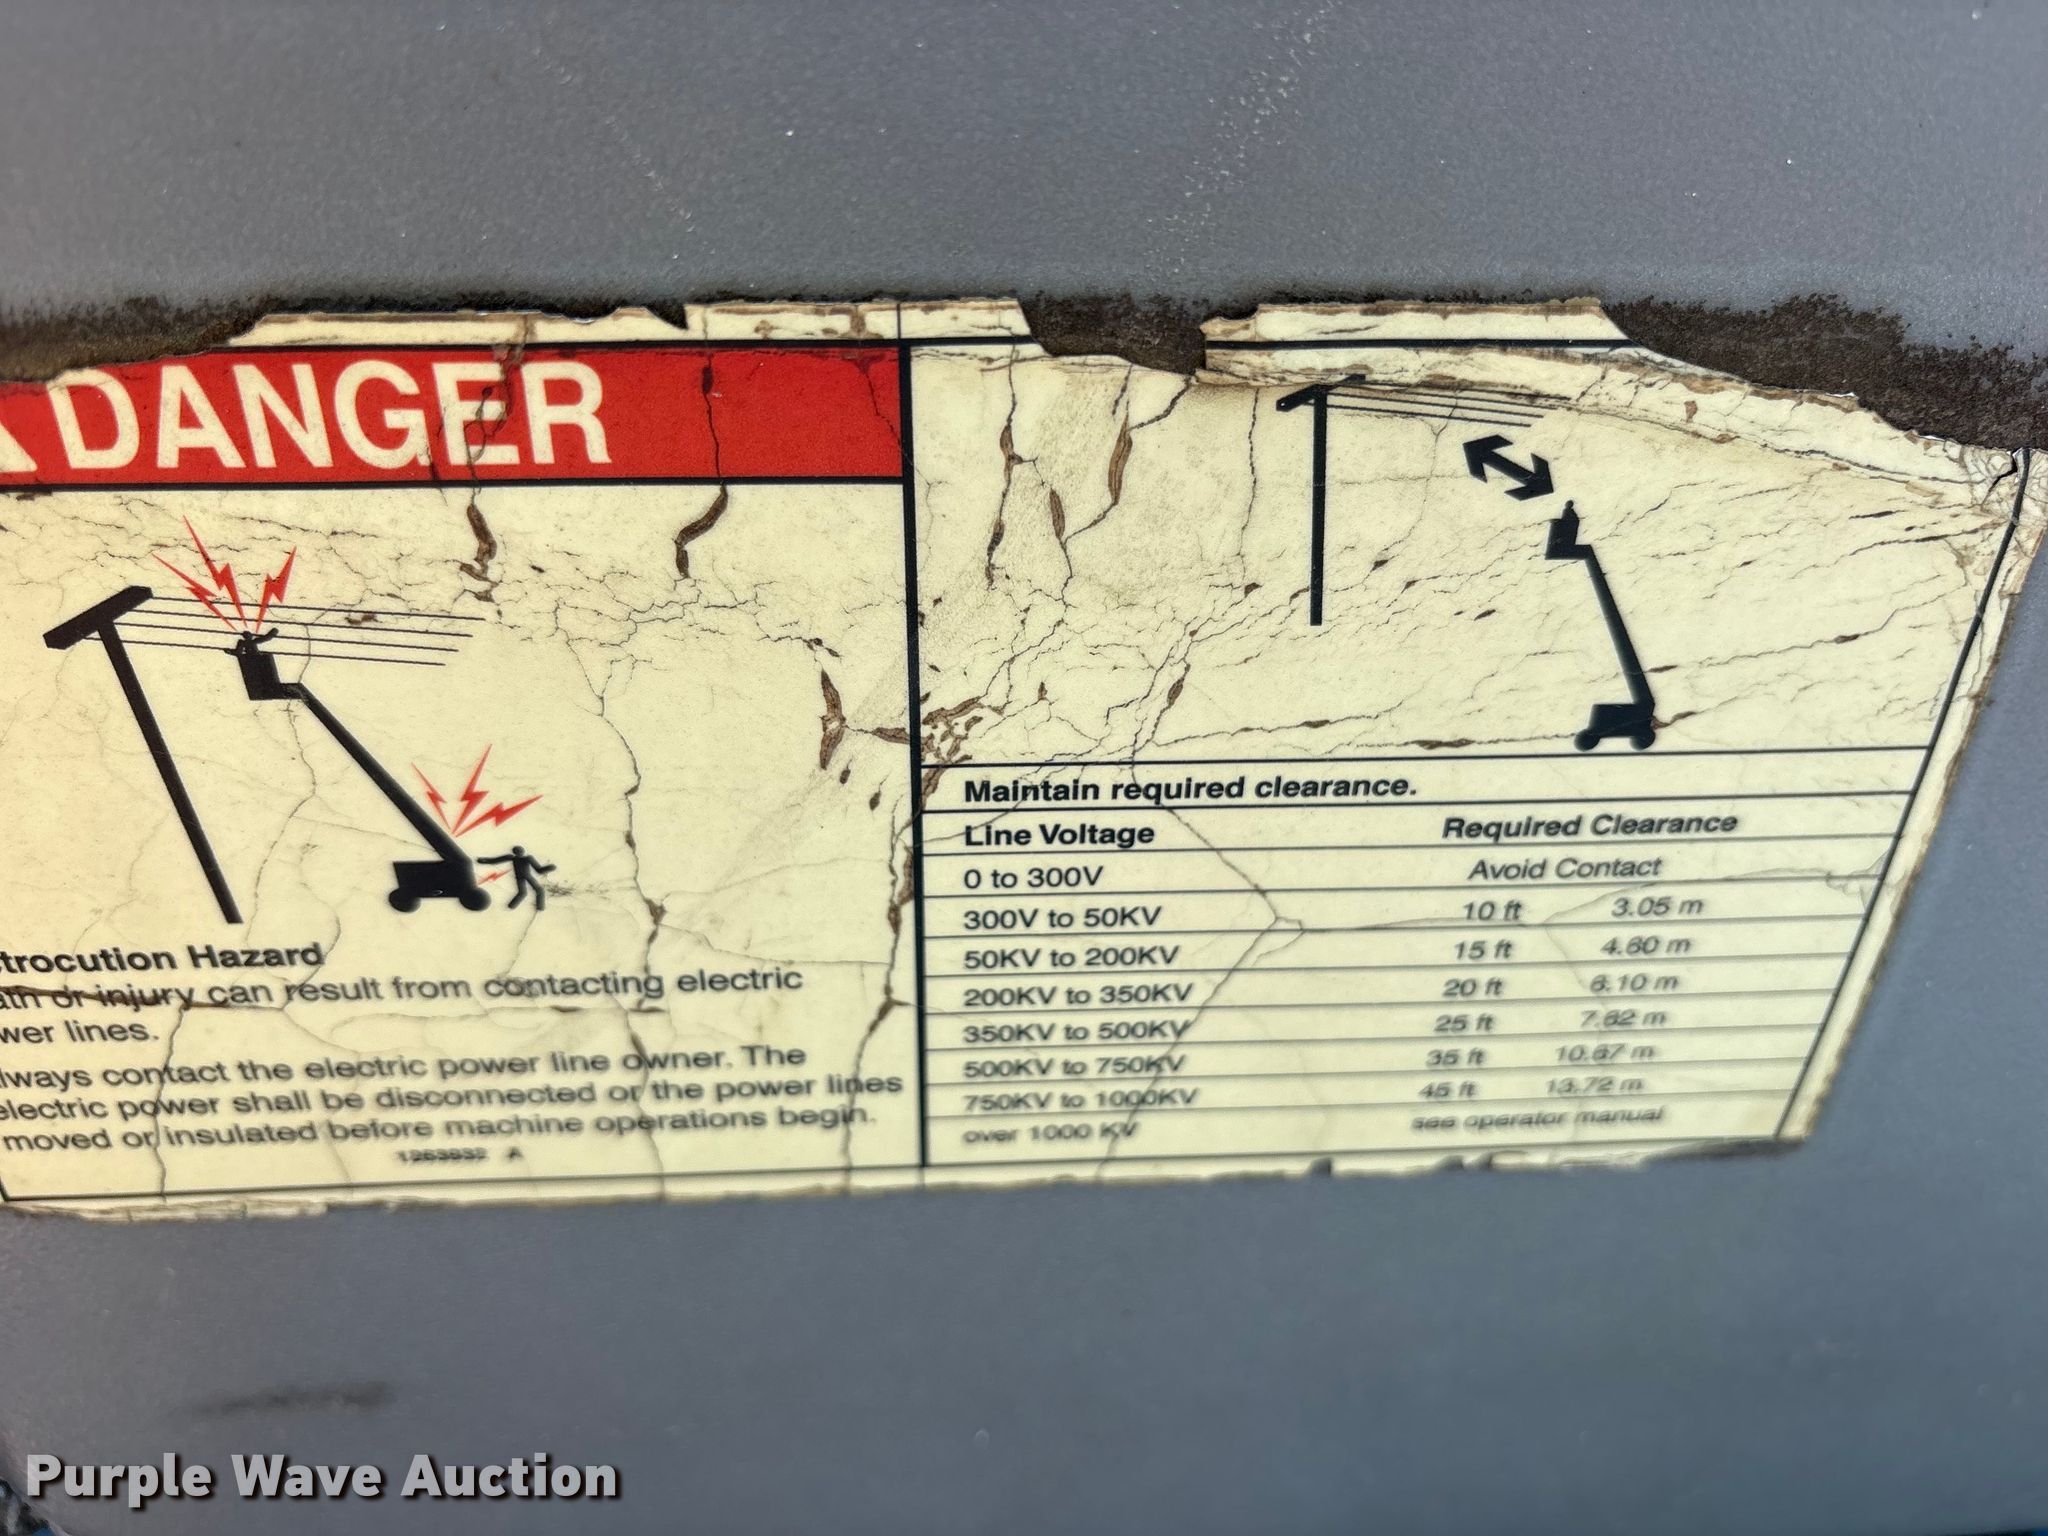 DANGER
trocution Hazard
ath or injury can result from contacting electric
wer lines.
lways contact the electric power line owner. The
electric power shall be disconnected or the power lines
moved or insulated before machine operations begin.
A
Maintain required clearance.
Line Voltage Required Clearance
0 to 300V Avoid Contact
300V to 50KV 10 ft 3.05 m
50KV to 200KV 15 ft 4.60 m
200KV to 350KV 20 ft 6.10 m
350KV to 500KV 25 ft 7.62 m
500KV to 750KV 35 ft 10.67 m
750KV to 1000KV 45 ft 13.72 m
over 1000 KV see operator manual
Purple Wave Auction